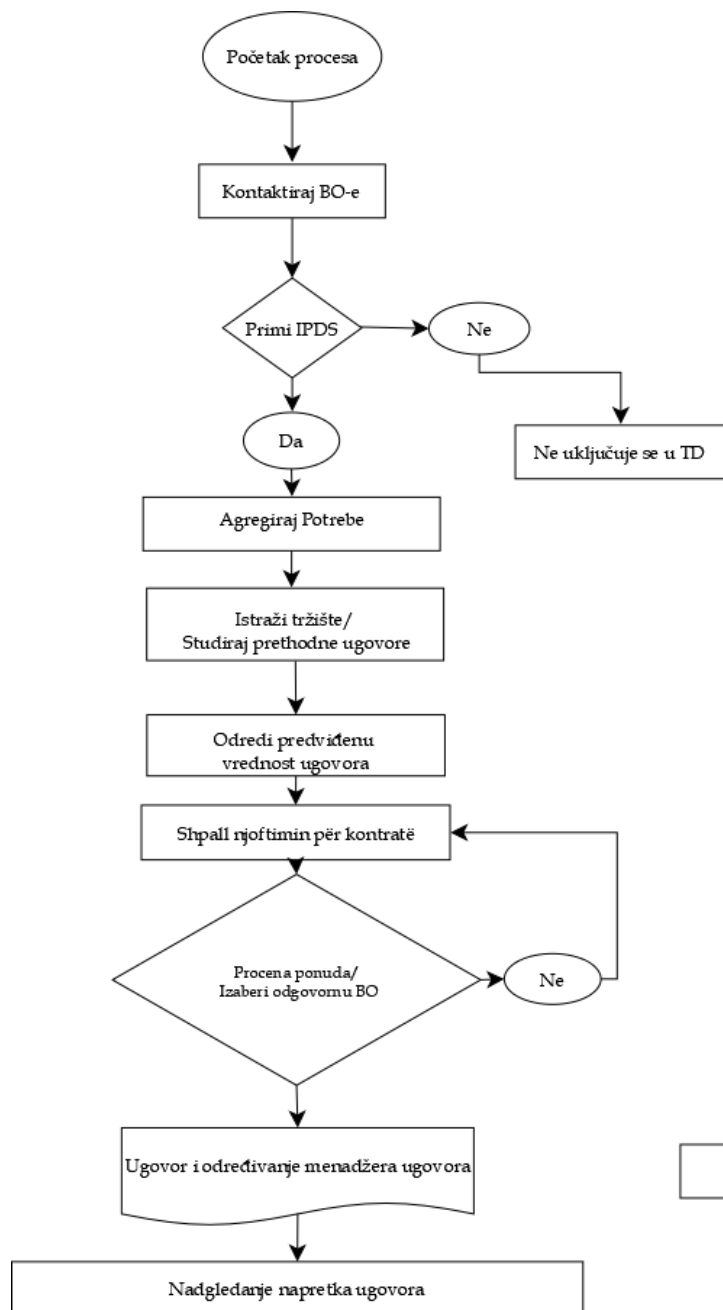 Početak procesa
Kontaktiraj BO-e
Primi IPDS
Ne
Da
Ne uključuje se u TD
Agregiraj Potrebe
Istraži tržište/
Studiraj prethodne ugovore
Odredi predviđenu
vrednost ugovora
Shpall njoftimin për kontratë
Procena ponuda/
Izaberi odgovornu BO
Ne
Ugovor i određivanje menadžera ugovora
Nadgledanje napretka ugovora